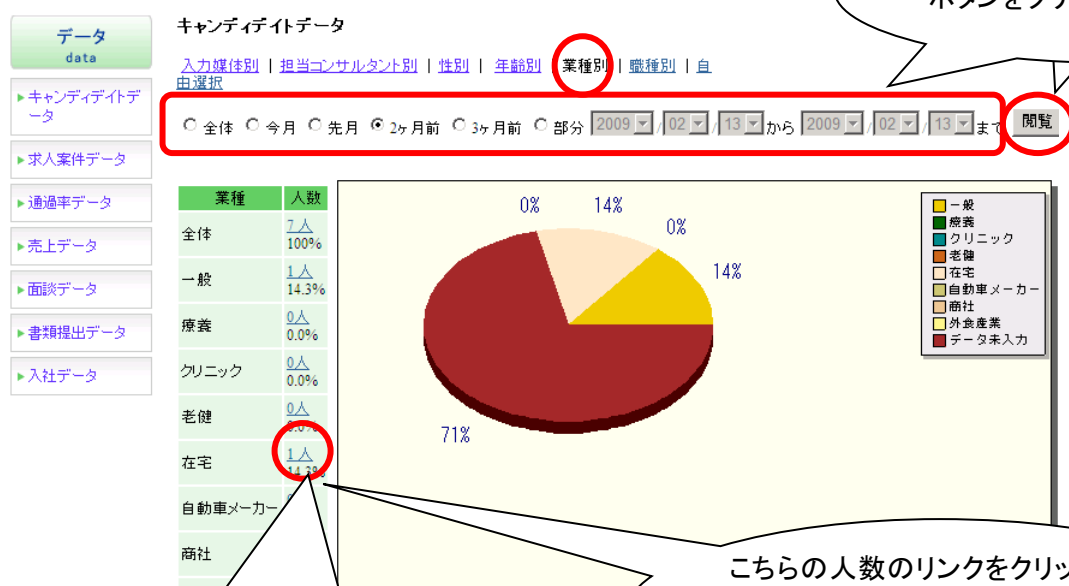 ボタンをクリ
データ
data
キャンディデイトデータ
入力媒体別 | 担当コンサルタント別 | 性別 | 年齢別 | 業種別 | 職種別 | 自
由選択
全体 今月 先月 2ヶ月前 3ヶ月前 部分 2009 / 02 / 13 から 2009 / 02 / 13 まで 閲覧
キャンディデイトデ
ータ
求人案件データ
通過率データ
売上データ
面談データ
書類提出データ
入社データ
業種 人数
全体 7人
100%
一般 1人
14.3%
療養 0人
0.0%
クリニック 0人
0.0%
老健 0人
0.0%
在宅 1人
14.3%
自動車メーカー
商社
0% 14%
0%
14%
71%
一般
療養
クリニック
老健
在宅
自動車メーカー
商社
外食産業
データ未入力
こちらの人数のリンクをクリッ